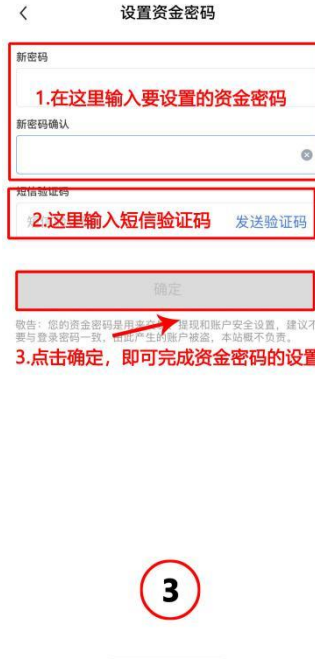 设置资金密码
新密码
1.在这里输入要设置的资金密码
新密码确认
短信验证码
2.这里输入短信验证码 发送验证码
确定
敬告：您的资金密码是用来 提现和账户安全设置，建议不
要与登录密码一致。由此产生的账户被盗，本站概不负责。
3.点击确定，即可完成资金密码的设置
3